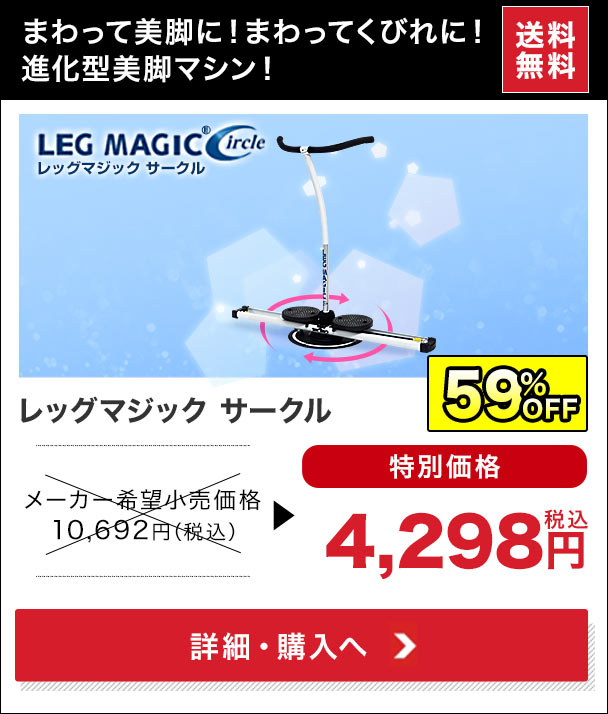 まわって美脚に！まわってくびれに！
進化型美脚マシン！
送料
無料
LEG MAGIC® Circle
レッグマジック サークル
LEG MAGIC
59%OFF
レッグマジック サークル
メーカー希望小売価格
10,692円（税込）
特別価格
4,298円税込
詳細・購入へ